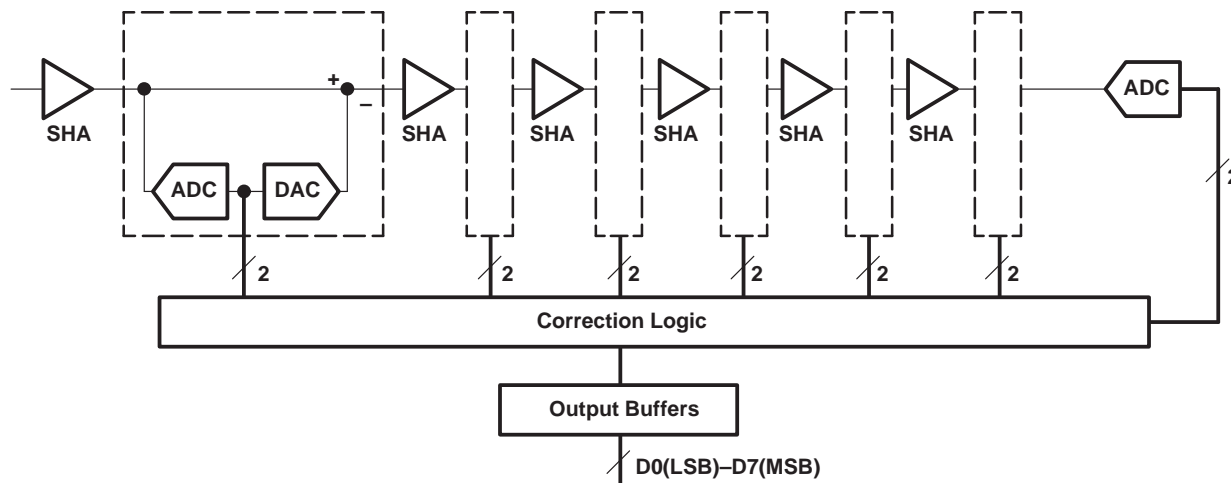 +
–
SHA
SHA
SHA
SHA
SHA
SHA
ADC
ADC
DAC
2
2
2
2
2
2
2
Correction Logic
Output Buffers
D0(LSB)–D7(MSB)